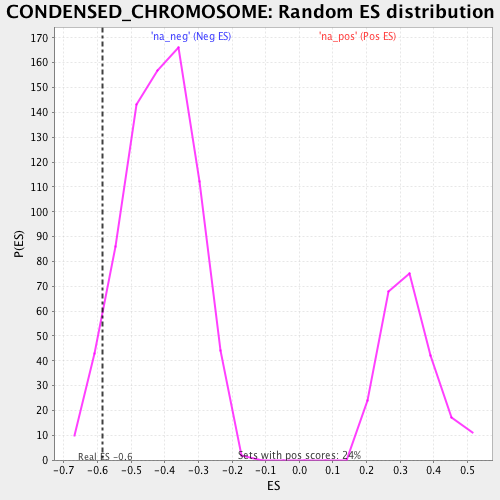 CONDENSED_CHROMOSOME: Random ES distribution
'na_neg' (Neg ES)
'na_pos' (Pos ES)
170
160
150
140
130
120
110
100
90
80
70
60
50
40
30
20
10
0
P(ES)
Real ES -0.6
Sets with pos scores: 24%
-0.7 -0.6 -0.5 -0.4 -0.3 -0.2 -0.1 0.0 0.1 0.2 0.3 0.4 0.5
ES